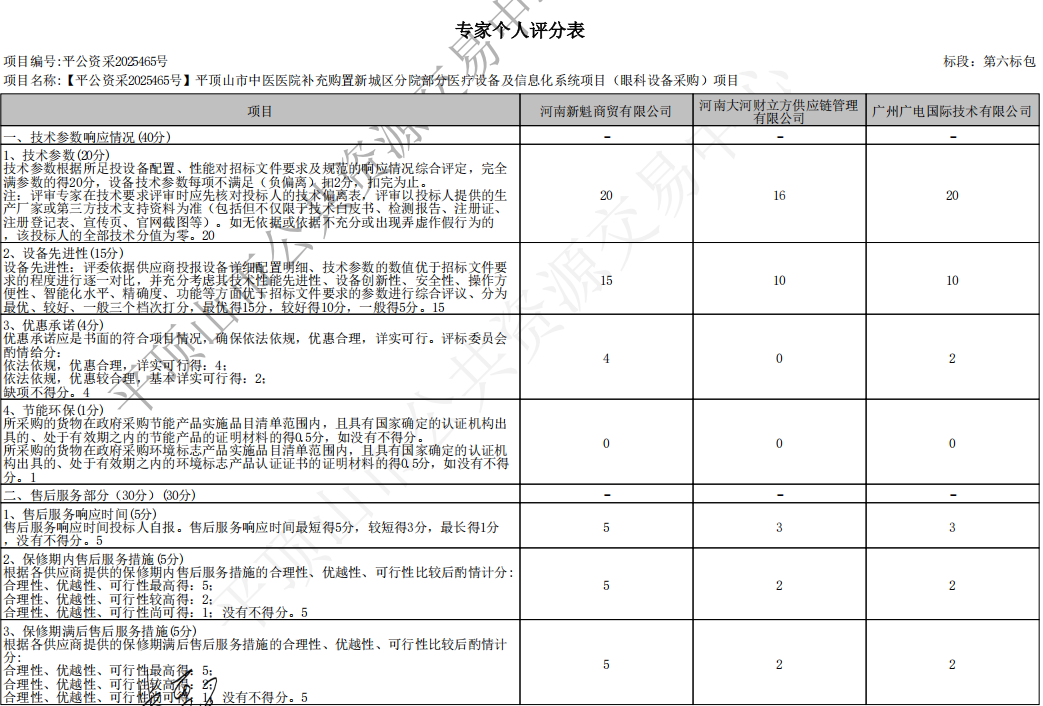 专家个人评分表
项目编号:平公资采2025465号
标段：第六标包
项目名称:【平公资采2025465号】平顶山市中医医院补充购置新城区分院部分医疗设备及信息化系统项目（眼科设备采购）项目
项目 河南新魁商贸有限公司 河南大河财立方供应链管理有限公司 广州广电国际技术有限公司
一、技术参数响应情况(40分) - - -
1、技术参数(20分)
技术参数根据所足投设备配置、性能对招标文件要求及规范的响应情况综合评定，完全
满参数的得20分，设备技术参数每项不满足（负偏离）扣2分，扣完为止。
注：评审专家在技术要求评审时应先核对投标人的技术偏离表，评审以投标人提供的生
产厂家或第三方技术支持资料为准（包括但不仅限于技术白皮书、检测报告、注册证、
注册登记表、宣传页、官网截图等）。如无依据或依据不充分或出现弄虚作假行为的
，该投标人的全部技术分值为零。20
20 16 20
2、设备先进性(15分)
设备先进性：评委依据供应商投报设备详细配置明细、技术参数的数值优于招标文件要
求的程度进行逐一对比，并充分考虑其技术性能先进性、设备创新性、安全性、操作方
便性、智能化水平、精确度、功能等方面优于招标文件要求的参数进行综合评议、分为
最优、较好、一般三个档次打分，最优得15分，较好得10分，一般得5分。15
15 10 10
3、优惠承诺(4分)
优惠承诺应是书面的符合项目情况，确保依法依规，优惠合理，详实可行。评标委员会
酌情给分：
依法依规，优惠合理，详实可行得：4；
依法依规，优惠较合理，基本详实可行得：2；
缺项不得分。4
4 0 2
4、节能环保(1分)
所采购的货物在政府采购节能产品实施品目清单范围内，且具有国家确定的认证机构出
具的、处于有效期之内的节能产品的证明材料的得0.5分，如没有不得分。
所采购的货物在政府采购环境标志产品实施品目清单范围内，且具有国家确定的认证机
构出具的、处于有效期之内的环境标志产品认证证书的证明材料的得0.5分，如没有不得
分。1
0 0 0
二、售后服务部分（30分）(30分) - - -
1、售后服务响应时间(5分)
售后服务响应时间投标人自报。售后服务响应时间最短得5分，较短得3分，最长得1分
，没有不得分。5
5 3 3
2、保修期内售后服务措施(5分)
根据各供应商提供的保修期内售后服务措施的合理性、优越性、可行性比较后酌情计分：
合理性、优越性、可行性最高得：5；
合理性、优越性、可行性较高得：2；
合理性、优越性、可行性尚可得：1；没有不得分。5
5 2 2
3、保修期满后售后服务措施(5分)
根据各供应商提供的保修期满后售后服务措施的合理性、优越性、可行性比较后酌情计
分：
合理性、优越性、可行性最高得：5；
合理性、优越性、可行性较高得：2；
合理性、优越性、可行性尚可得：1；没有不得分。5
5 2 2
平顶山市公共资源交易中心
平顶山市公共资源交易中心